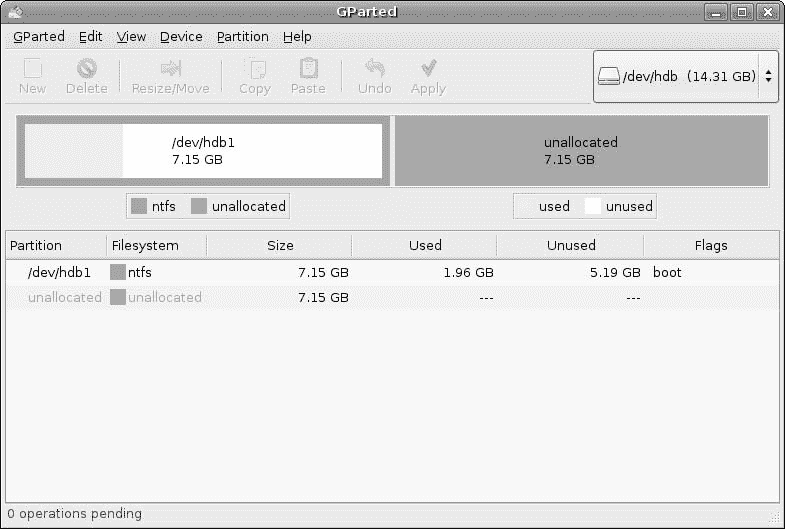 GParted
GParted Edit View Device Partition Help
New Delete Resize/Move Copy Paste Undo Apply /dev/hdb (14.31 GB)
/dev/hdb1 unallocated
7.15 GB 7.15 GB
ntfs unallocated used unused
Partition Filesystem Size Used Unused Flags
/dev/hdb1 ntfs 7.15 GB 1.96 GB 5.19 GB boot
unallocated unallocated 7.15 GB --- ---
0 operations pending